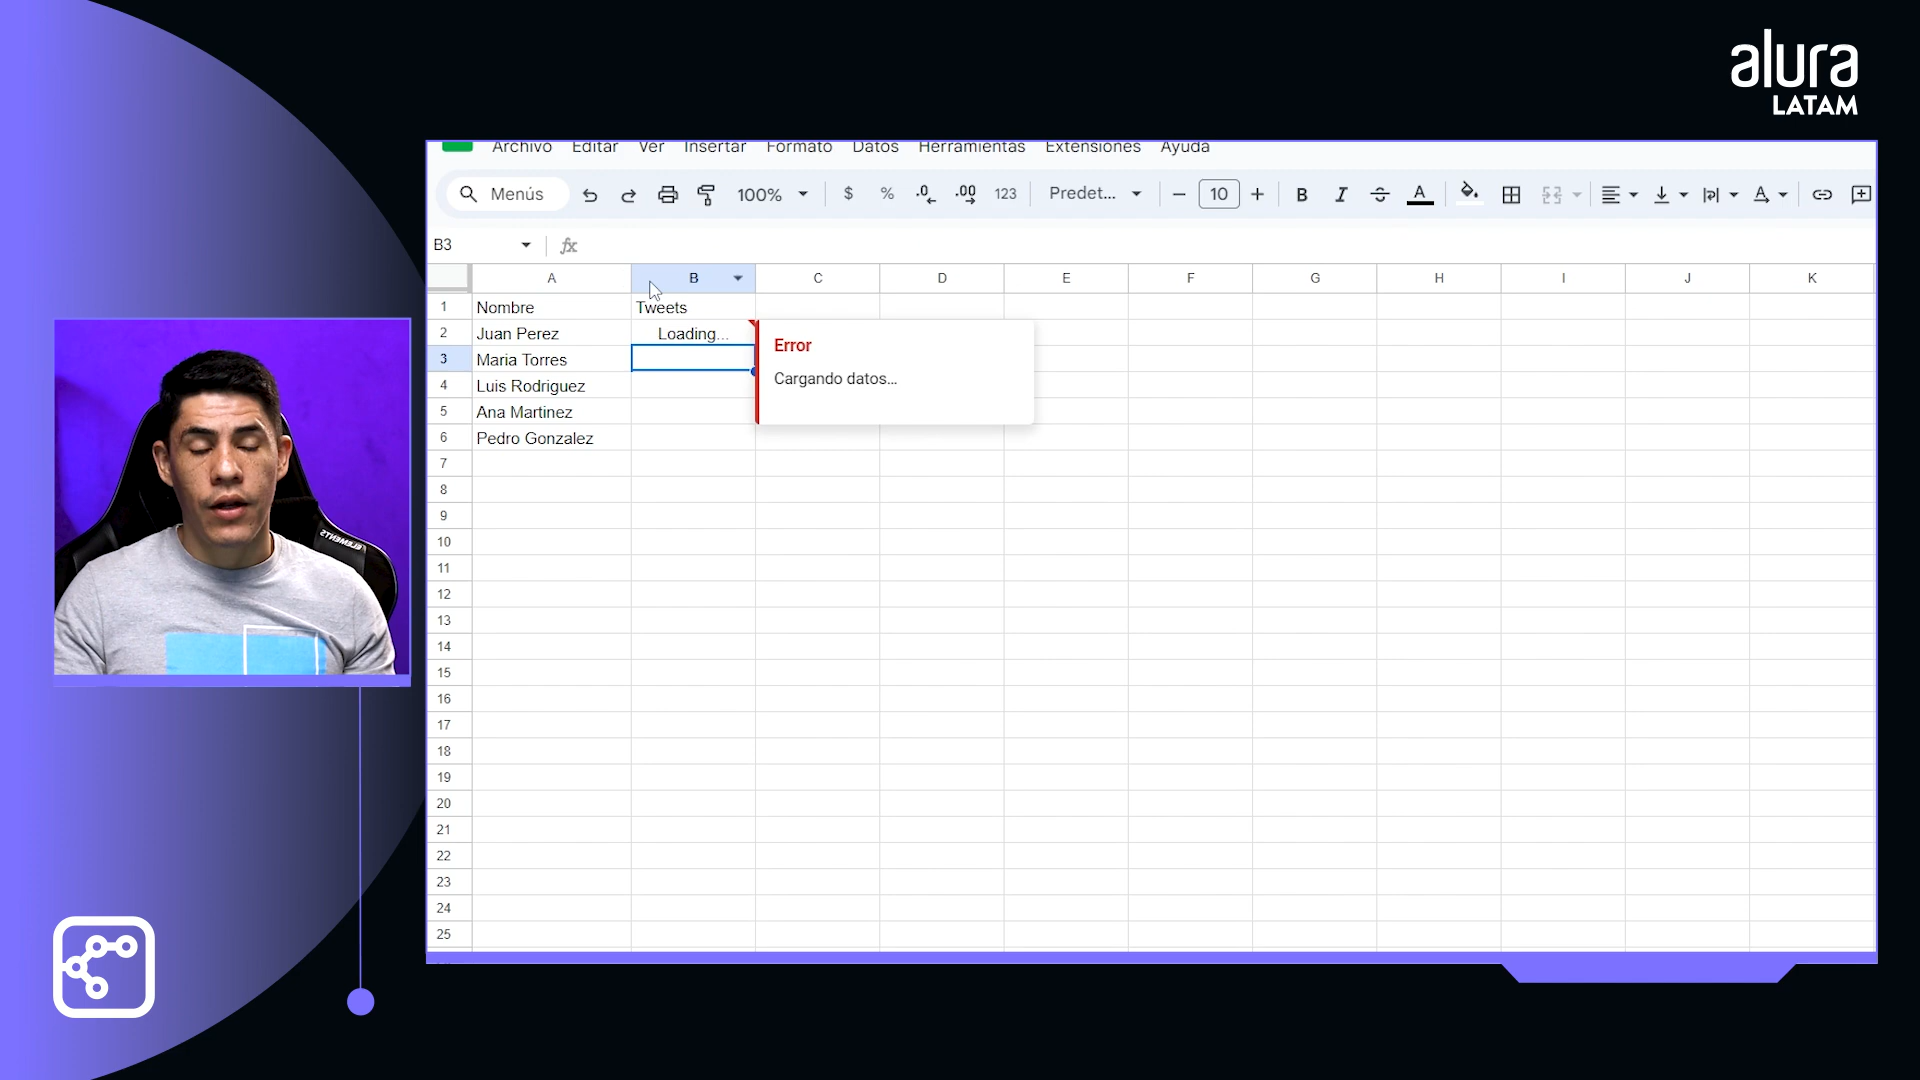 alura
LATAM
Archivo Editar Ver Insertar Formato Datos Herramientas Extensiones Ayuda
Menús 100% $ % .0 .00 123 Predet... − 10 + B I A A
B3 fx
A B C D E F G H I J K
1 Nombre Tweets
2 Juan Perez Loading...
Error
3 Maria Torres
Cargando datos...
4 Luis Rodriguez
5 Ana Martinez
6 Pedro Gonzalez
7
8
9
10
11
12
13
14
15
16
17
18
19
20
21
22
23
24
25
ELEMENTS